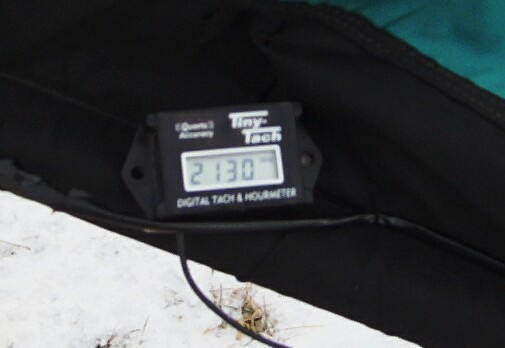 ((Quartz))
Accuracy
Tiny-
Tach
2130
DIGITAL TACH & HOURMETER